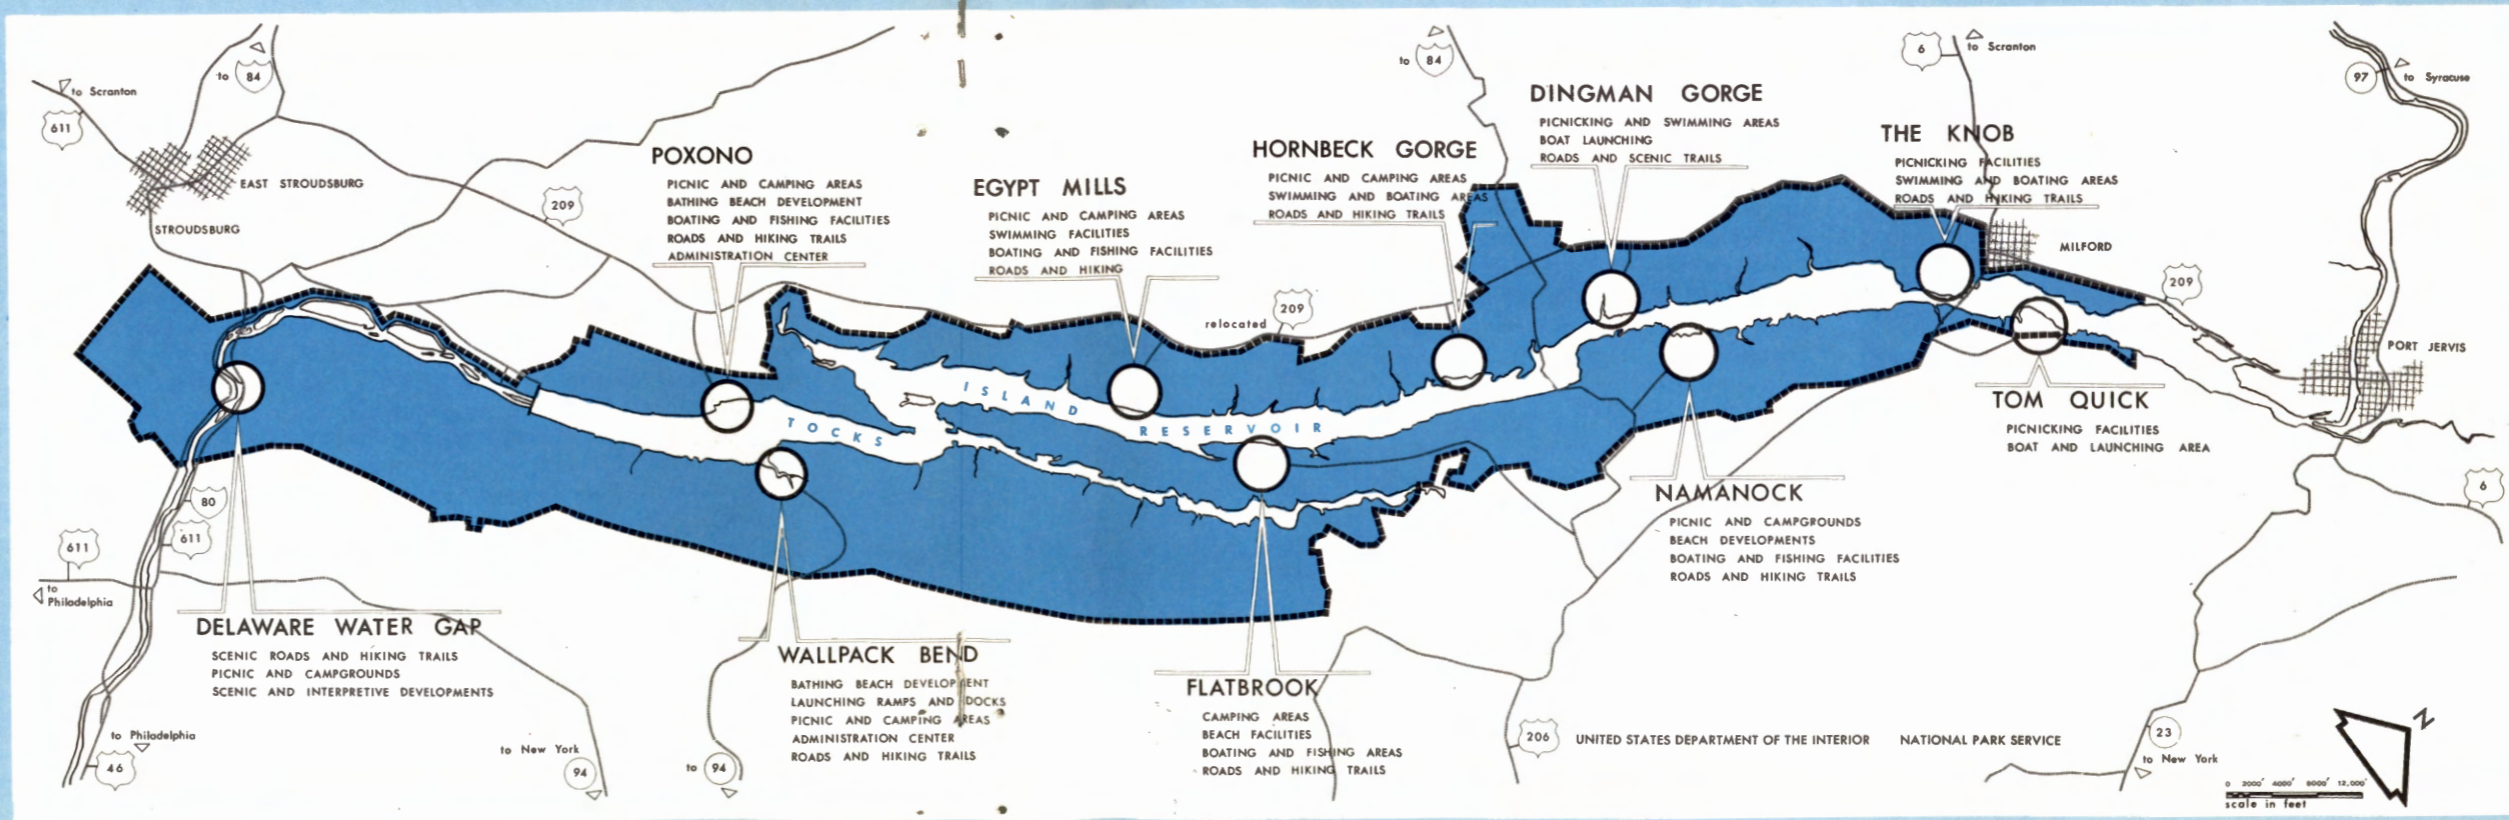 to Scranton
611
to 84
EAST STROUDSBURG
STROUDSBURG
209
POXONO
PICNIC AND CAMPING AREAS
BATHING BEACH DEVELOPMENT
BOATING AND FISHING FACILITIES
ROADS AND HIKING TRAILS
ADMINISTRATION CENTER
EGYPT MILLS
PICNIC AND CAMPING AREAS
SWIMMING FACILITIES
BOATING AND FISHING FACILITIES
ROADS AND HIKING
HORNBECK GORGE
PICNIC AND CAMPING AREAS
SWIMMING AND BOATING AREAS
ROADS AND HIKING TRAILS
to 84
DINGMAN GORGE
PICNICKING AND SWIMMING AREAS
BOAT LAUNCHING
ROADS AND SCENIC TRAILS
6
to Scranton
THE KNOB
PICNICKING FACILITIES
SWIMMING AND BOATING AREAS
ROADS AND HIKING TRAILS
97
to Syracuse
MILFORD
209
relocated
209
PORT JERVIS
TOCKS
ISLAND
RESERVOIR
TOM QUICK
PICNICKING FACILITIES
BOAT AND LAUNCHING AREA
6
NAMANOCK
PICNIC AND CAMPGROUNDS
BEACH DEVELOPMENTS
BOATING AND FISHING FACILITIES
ROADS AND HIKING TRAILS
80
611
611
to
Philadelphia
DELAWARE WATER GAP
SCENIC ROADS AND HIKING TRAILS
PICNIC AND CAMPGROUNDS
SCENIC AND INTERPRETIVE DEVELOPMENTS
to Philadelphia
46
to New York
94
WALLPACK BEND
BATHING BEACH DEVELOPMENT
LAUNCHING RAMPS AND DOCKS
PICNIC AND CAMPING AREAS
ADMINISTRATION CENTER
ROADS AND HIKING TRAILS
to 94
FLATBROOK
CAMPING AREAS
BEACH FACILITIES
BOATING AND FISHING AREAS
ROADS AND HIKING TRAILS
206
UNITED STATES DEPARTMENT OF THE INTERIOR NATIONAL PARK SERVICE
23
to New York
N
0 2000' 4000' 8000' 12,000'
scale in feet